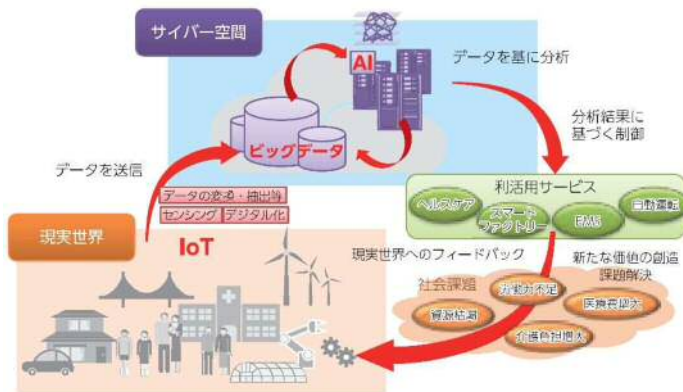 サイバー空間
AI
データを基に分析
分析結果に
基づく制御
ビッグデータ
データを送信
データの変換・抽出等
センシング
デジタル化
IoT
現実世界
利活用サービス
ヘルスケア
スマート
ファクトリー
EMS
自動運転
現実世界へのフィードバック
新たな価値の創造
課題解決
社会課題
労働力不足
資源枯渇
医療費増大
介護負担増大